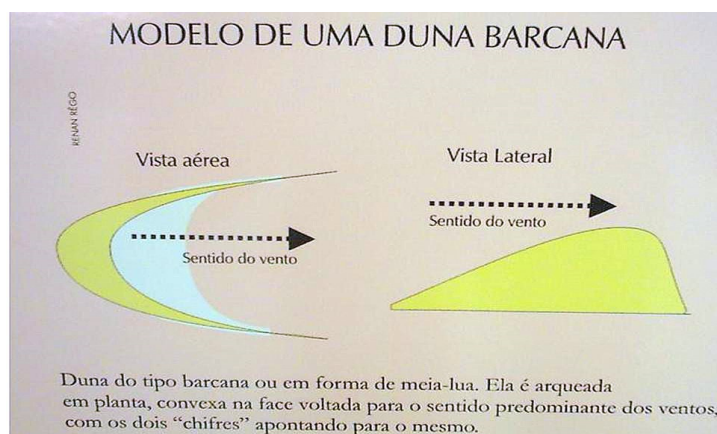 MODELO DE UMA DUNA BARCANA
RENAN RÊGO
Vista aérea
Sentido do vento
Vista Lateral
Sentido do vento
Duna do tipo barcana ou em forma de meia-lua. Ela é arqueada
em planta, convexa na face voltada para o sentido predominante dos ventos,
com os dois “chifres” apontando para o mesmo.